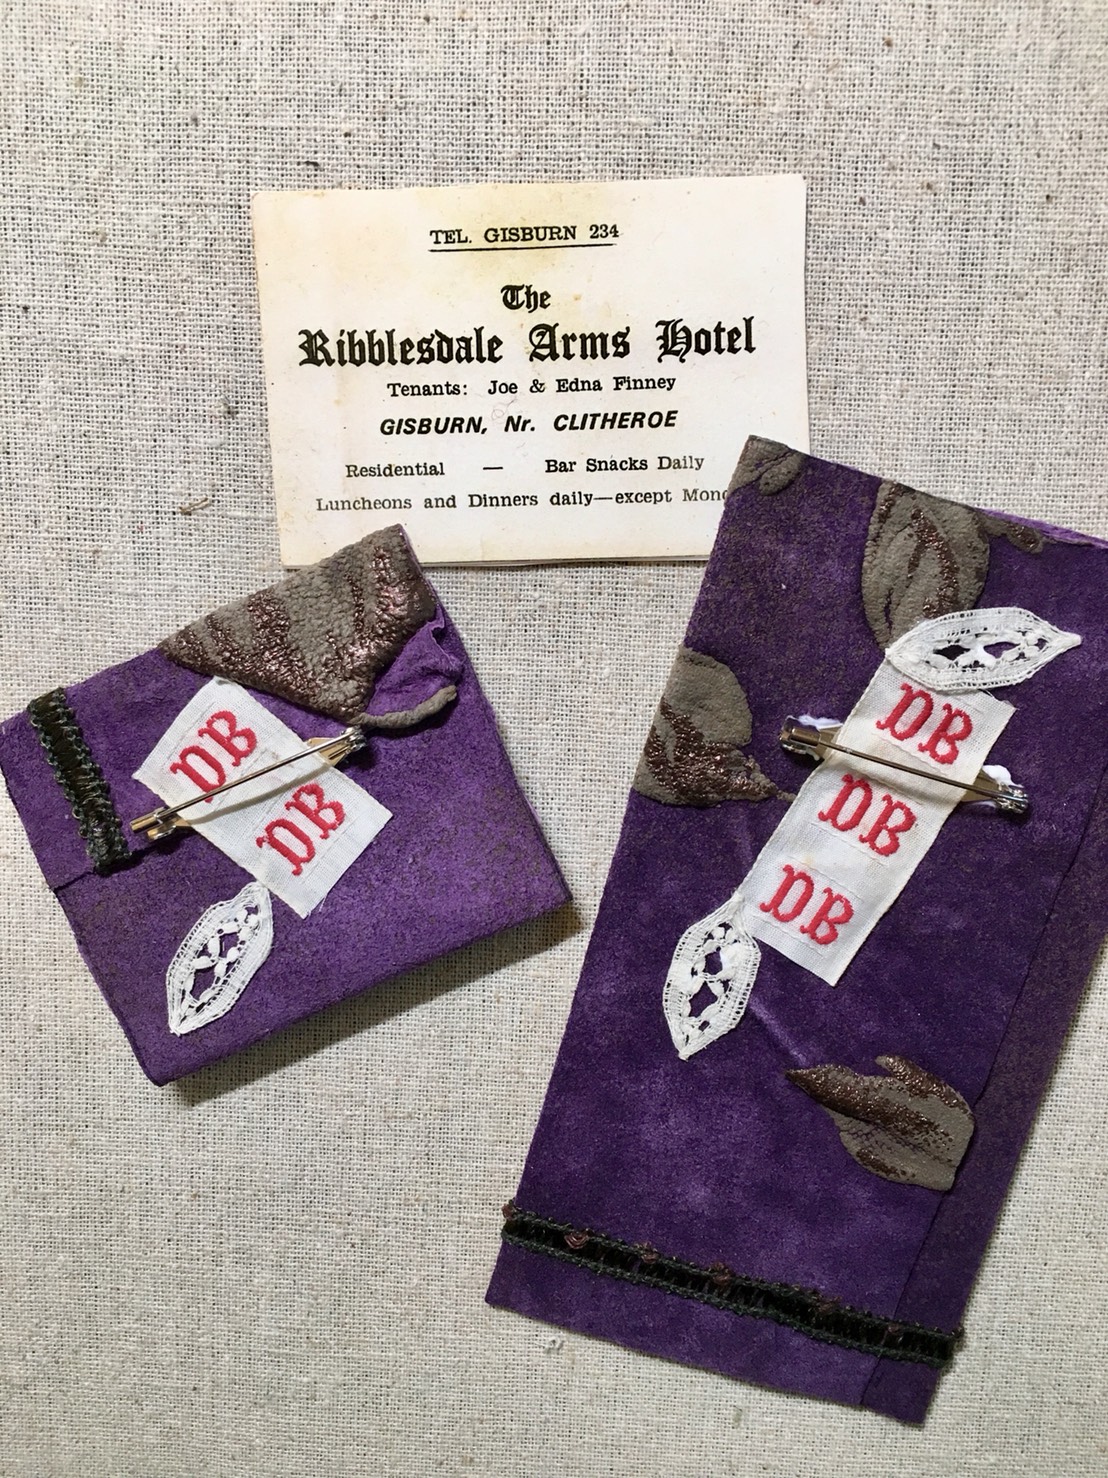 TEL. GISBURN 234
The
Ribblesdale Arms Hotel
Tenants: Joe & Edna Finney
GISBURN, Nr. CLITHEROE
Residential — Bar Snacks Daily
Luncheons and Dinners daily—except
DB
DB
DB
DB
DB